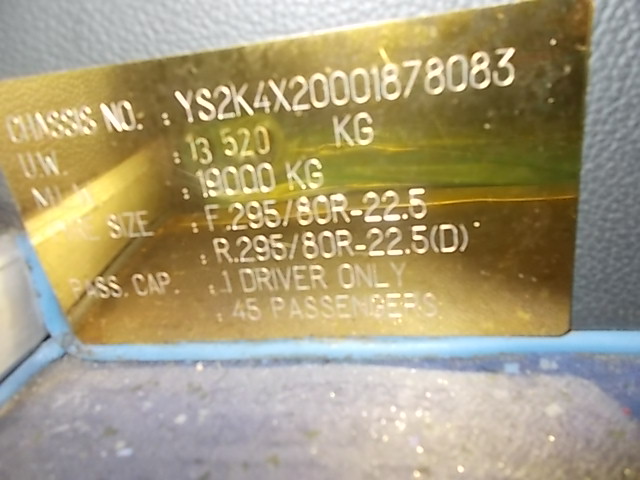 CHASSIS NO. : YS2K4X20001878083
U.W. : 13 520 KG
: 19000 KG
SIZE : F.295/80R-22.5
: R.295/80R-22.5(D)
PASS. CAP. : 1 DRIVER ONLY
: 45 PASSENGERS